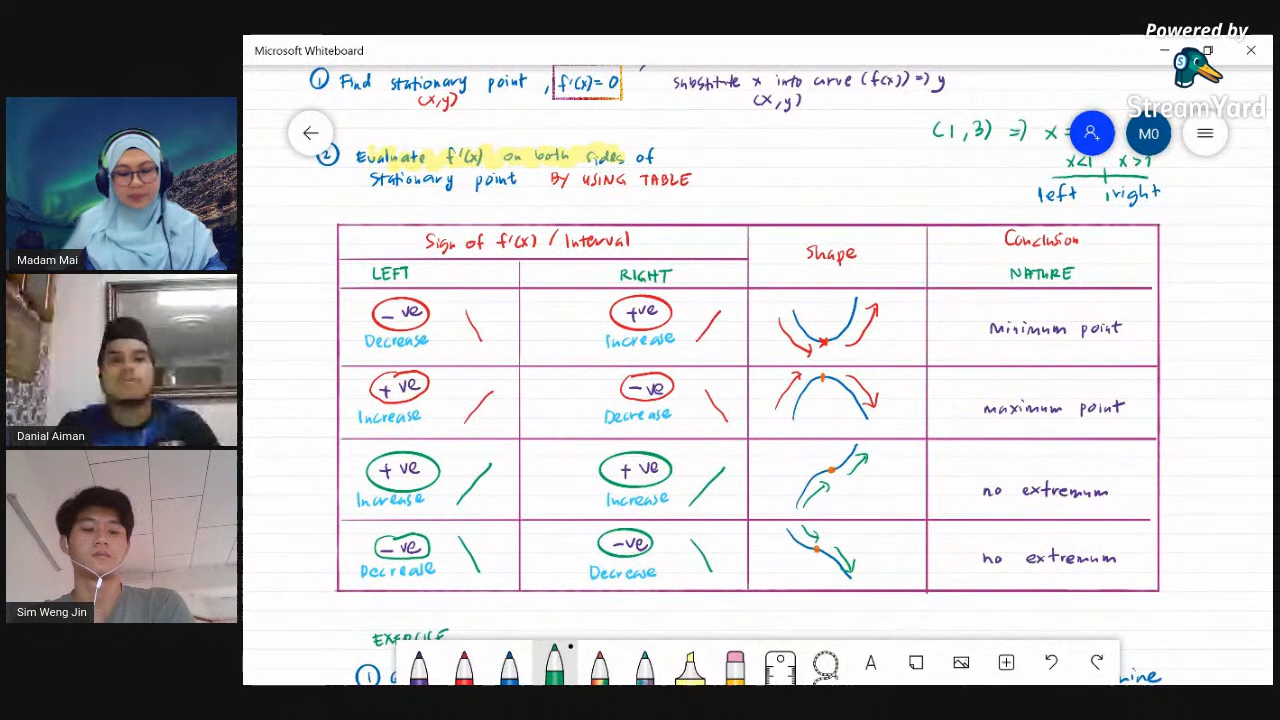 Powered by
StreamYard
Microsoft Whiteboard
① Find stationary point, f'(x) = 0, substitute x into curve (f(x)) => y
(x,y) (x,y)
(1,3) => x=
② Evaluate f'(x) on both sides of
stationary point BY USING TABLE
x<1 x>1
left right
M0
Sign of f'(x) / Interval Shape Conclusion
LEFT RIGHT NATURE
- ve +ve Minimum point
Decrease Increase
+ ve - ve maximum point
Increase Decrease
+ ve + ve no extremum
Increase Increase
- ve -ve no extremum
Decrease Decrease
EXERCISE
①
Madam Mai
Danial Aiman
Sim Weng Jin